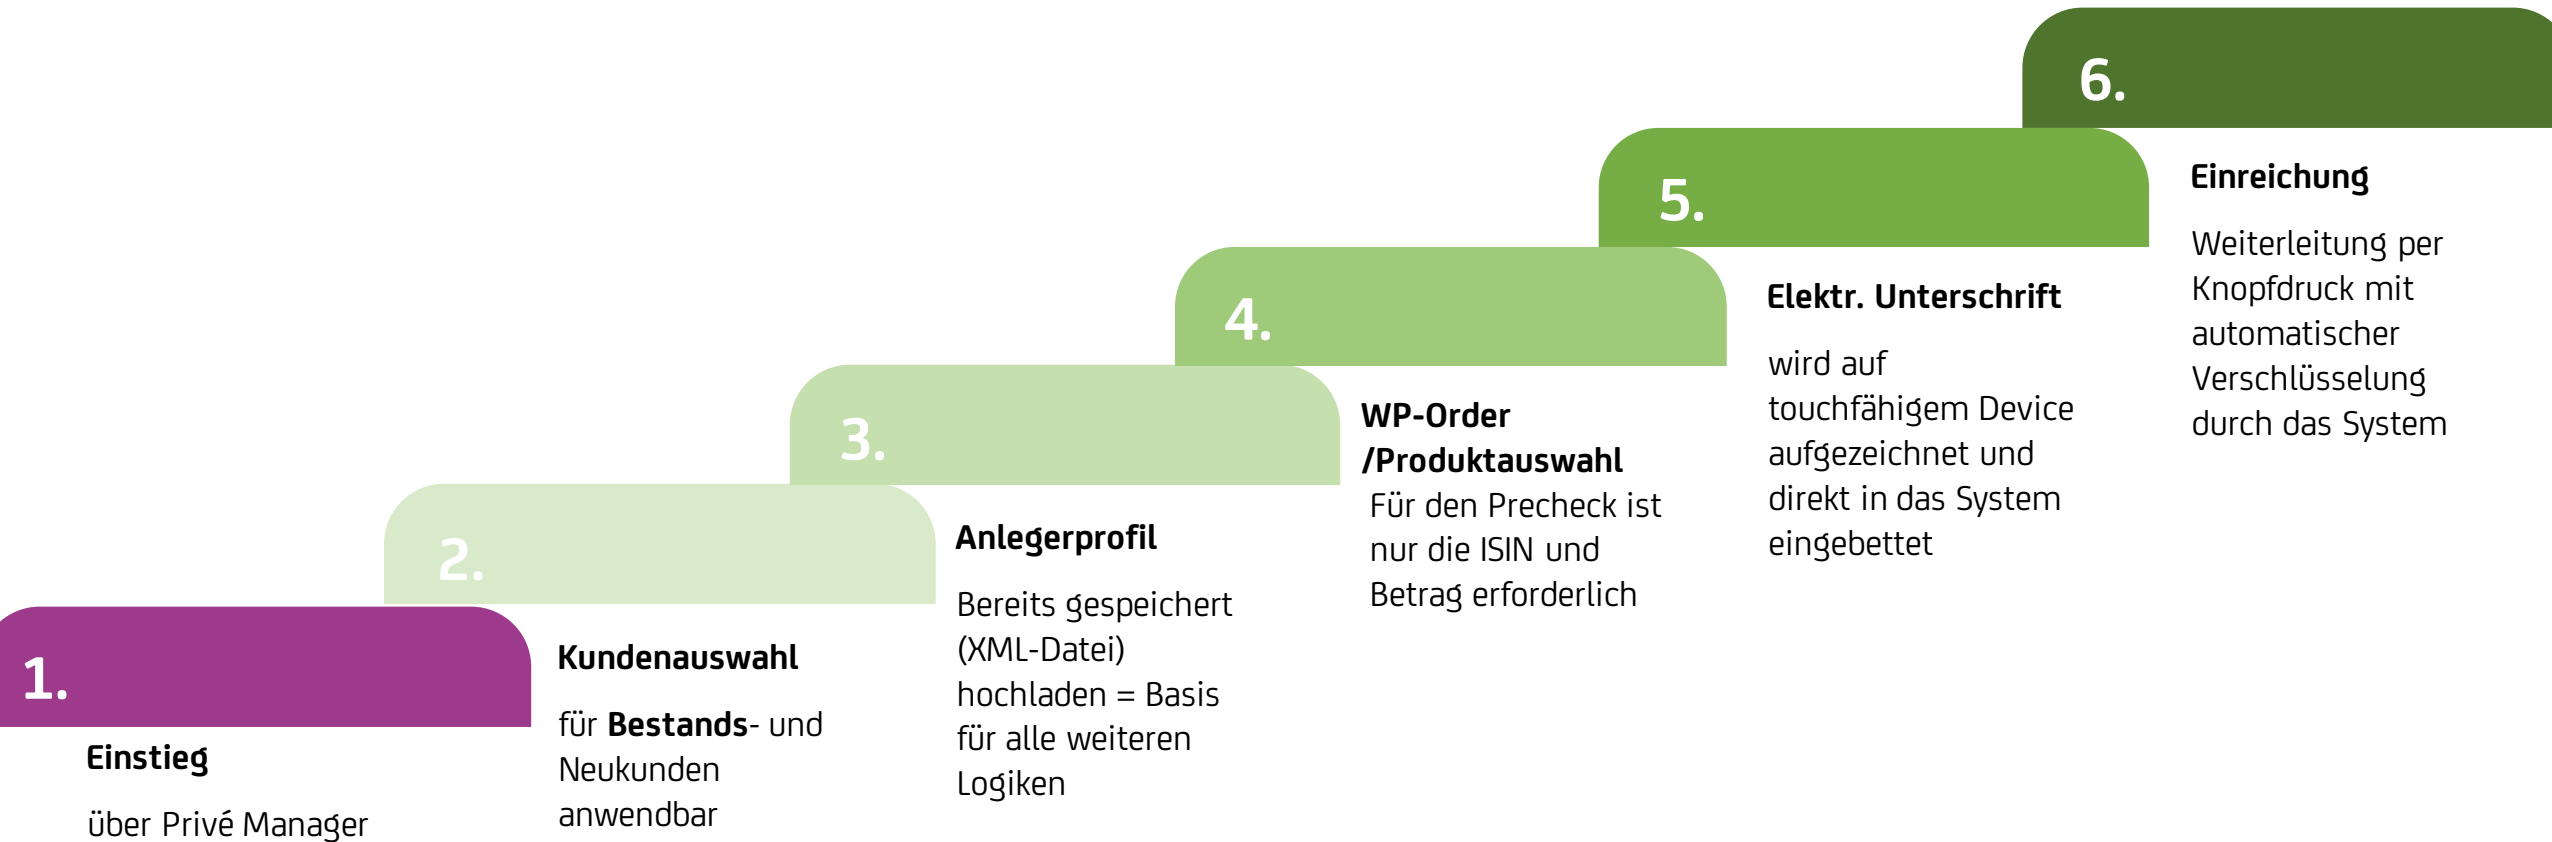 1.
Einstieg
über Privé Manager
2.
Kundenauswahl
für Bestands- und
Neukunden
anwendbar
3.
Anlegerprofil
Bereits gespeichert
(XML-Datei)
hochladen = Basis
für alle weiteren
Logiken
4.
WP-Order
/Produktauswahl
Für den Precheck ist
nur die ISIN und
Betrag erforderlich
5.
Elektr. Unterschrift
wird auf
touchfähigem Device
aufgezeichnet und
direkt in das System
eingebettet
6.
Einreichung
Weiterleitung per
Knopfdruck mit
automatischer
Verschlüsselung
durch das System